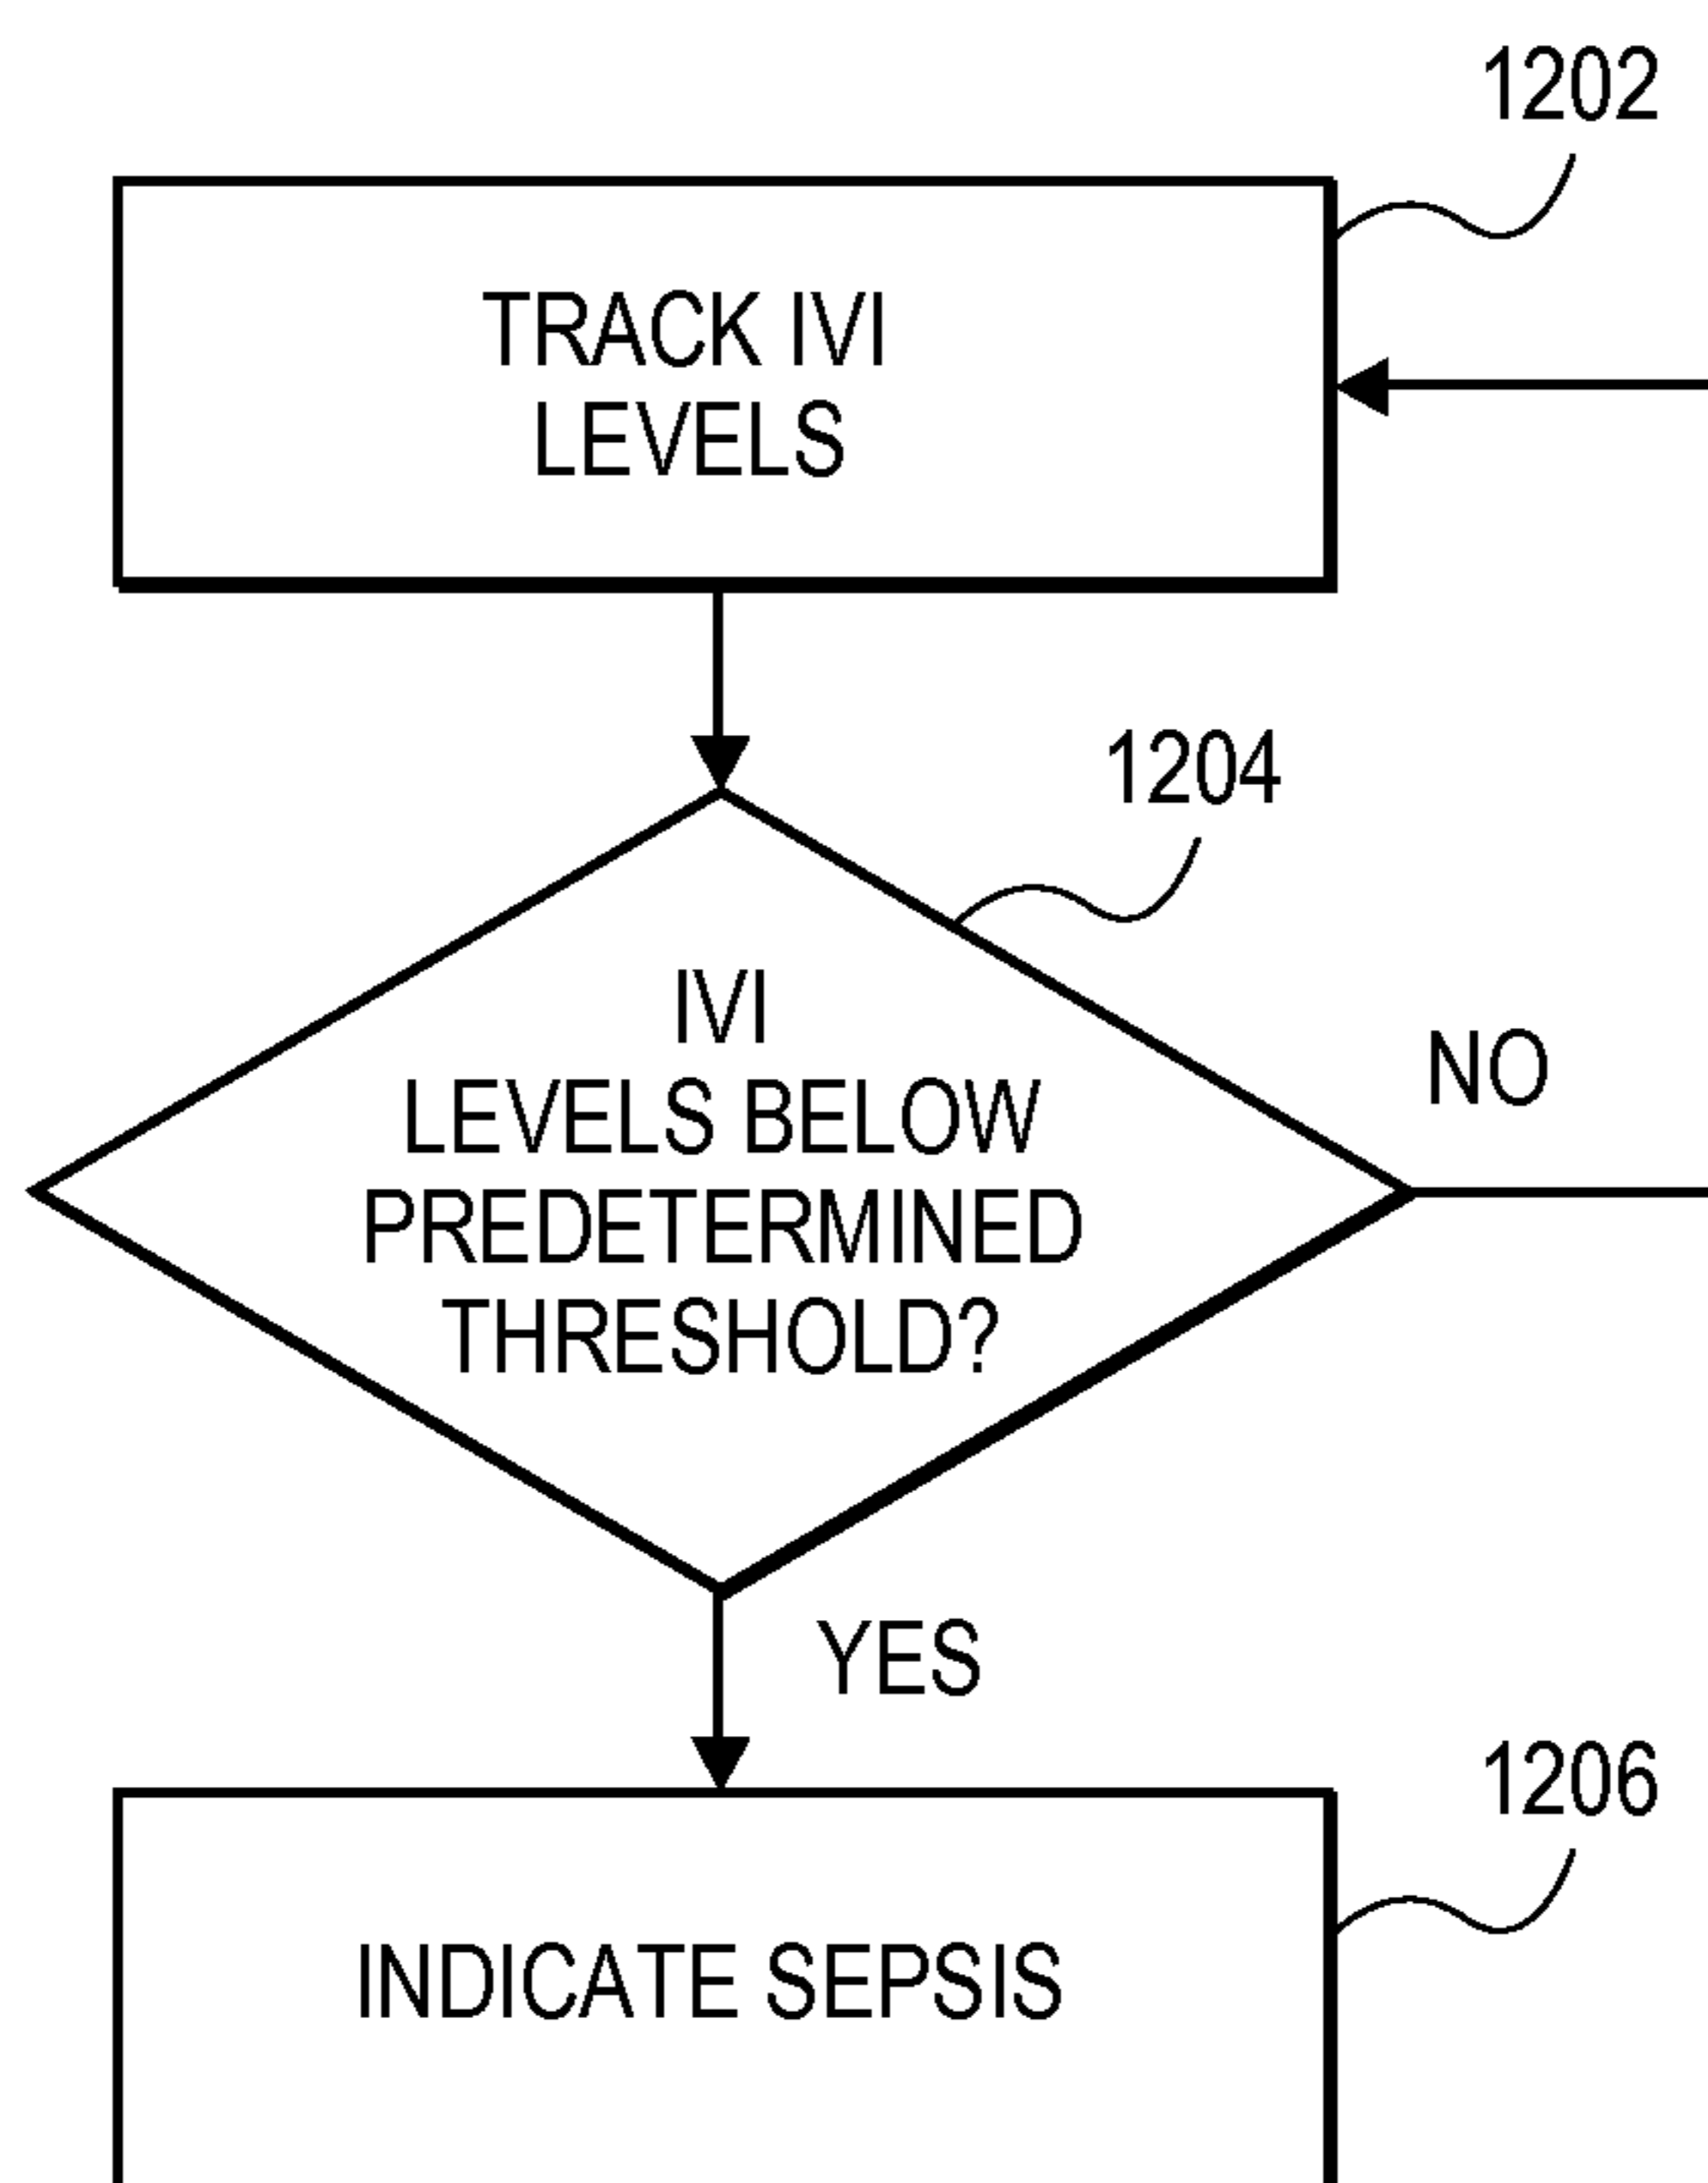 1202
TRACK IVI
LEVELS
1204
IVI
LEVELS BELOW
PREDETERMINED
THRESHOLD?
NO
YES
1206
INDICATE SEPSIS